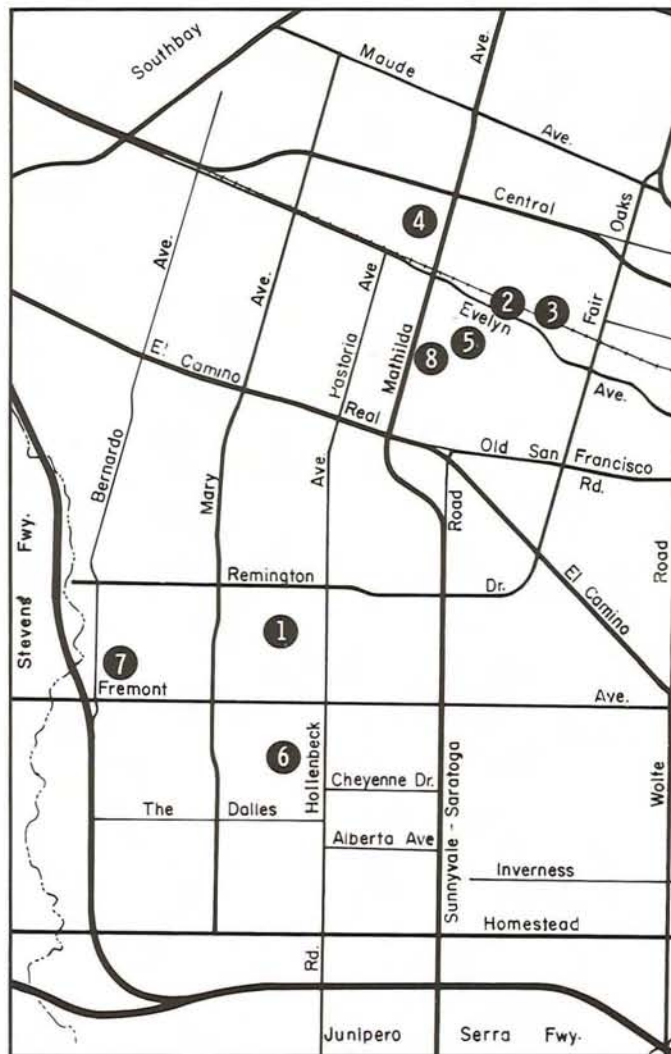 Southbay
Maude
Ave.
Ave.
Central
Oaks
4
Ave.
Ave.
Ave
2
3
Evelyn
Fair
5
8
Mathilda
Pastoria
El Camino
Real
Ave.
Old San Francisco
Rd.
Bernardo
Mary
Ave.
Road
El Camino
Road
Stevens Fwy.
Remington
Dr.
1
7
Fremont
Ave.
6
Hollenbeck
Cheyenne Dr.
The Dalles
Alberta Ave
Sunnyvale - Saratoga
Wolfe
Inverness
Homestead
Rd.
Junipero Serra Fwy.